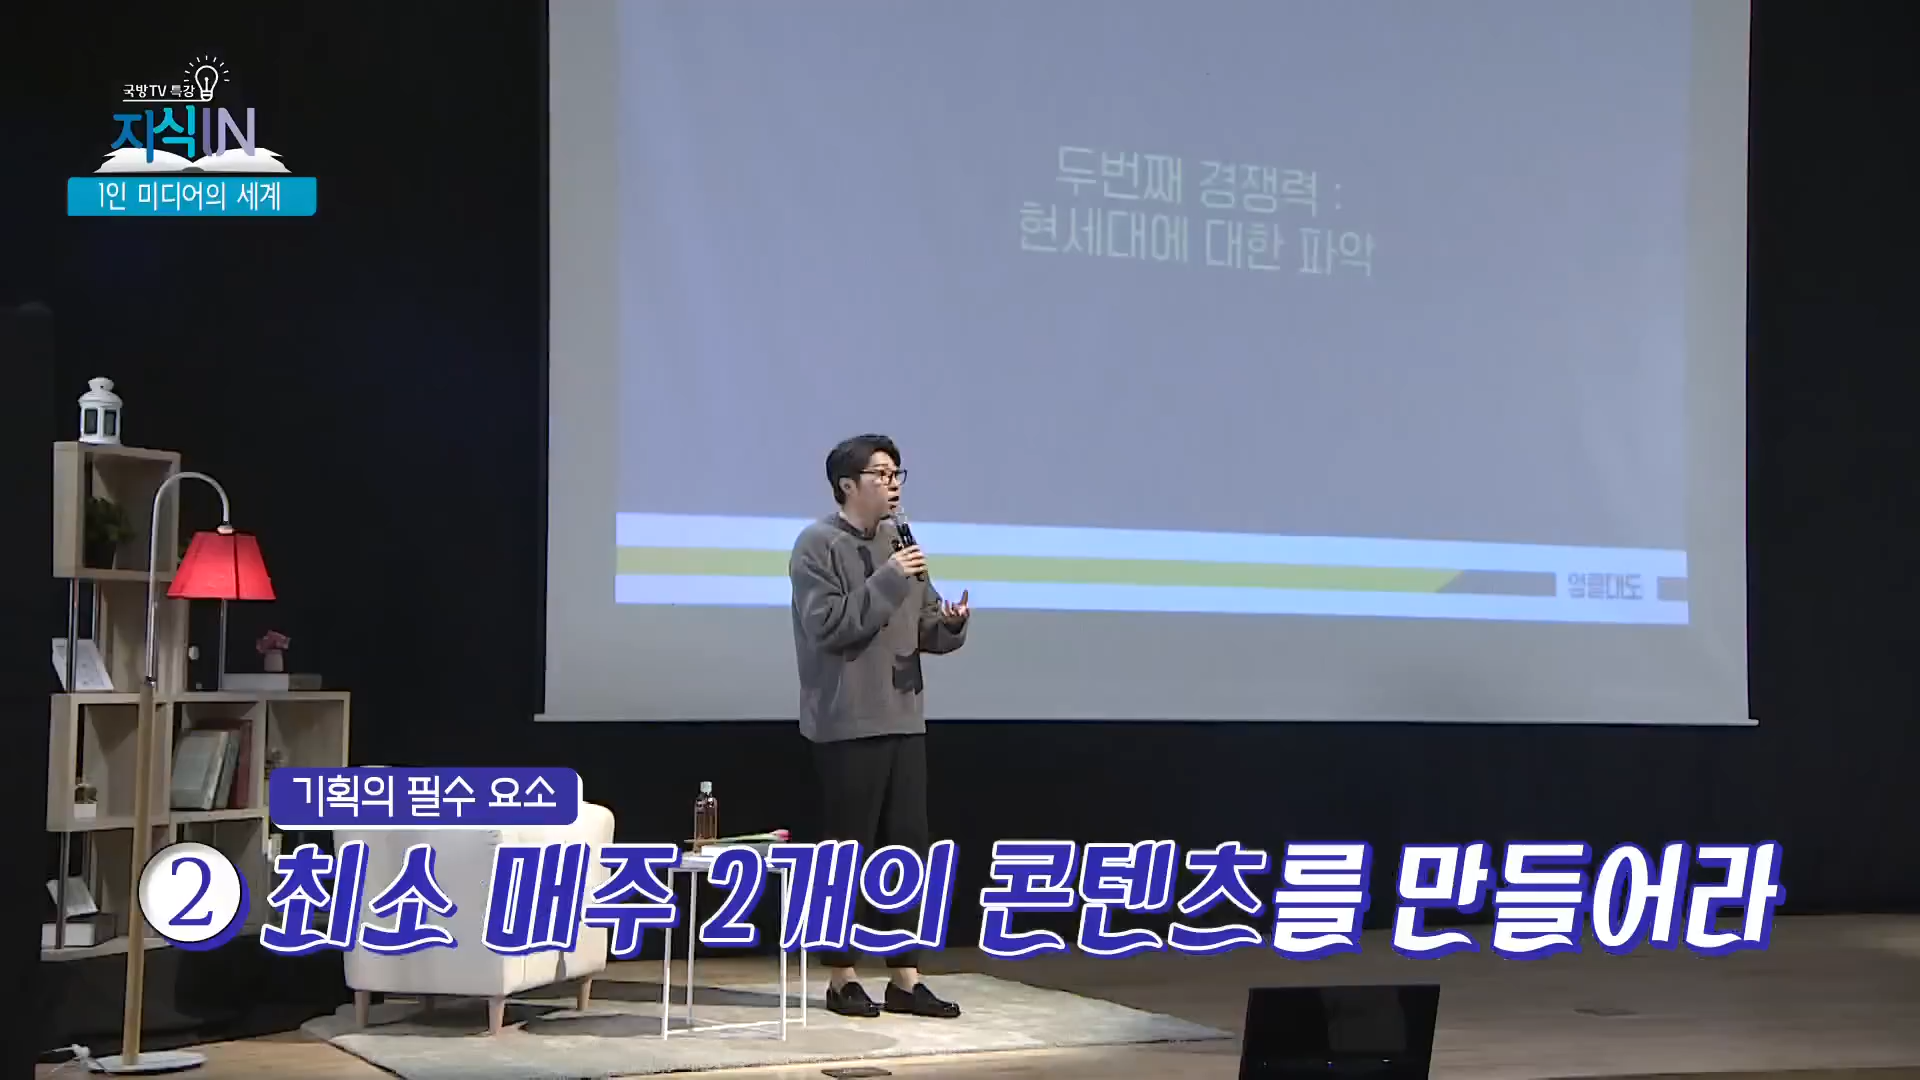 국방TV 특강
지식IN
1인 미디어의 세계
두번째 경쟁력 :
현세대에 대한 파악
영클대도
기획의 필수 요소
② 최소 매주 2개의 콘텐츠를 만들어라